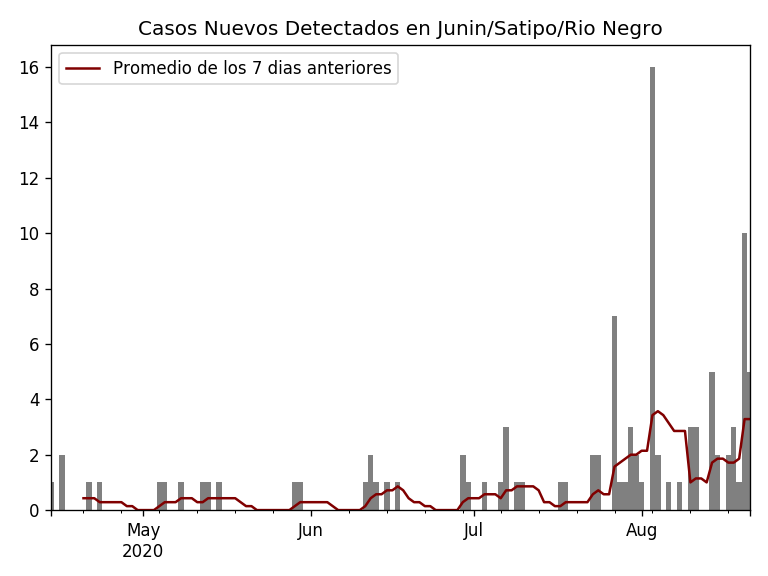 Casos Nuevos Detectados en Junin/Satipo/Rio Negro
Promedio de los 7 dias anteriores
16
14
12
10
8
6
4
2
0
May
2020
Jun
Jul
Aug